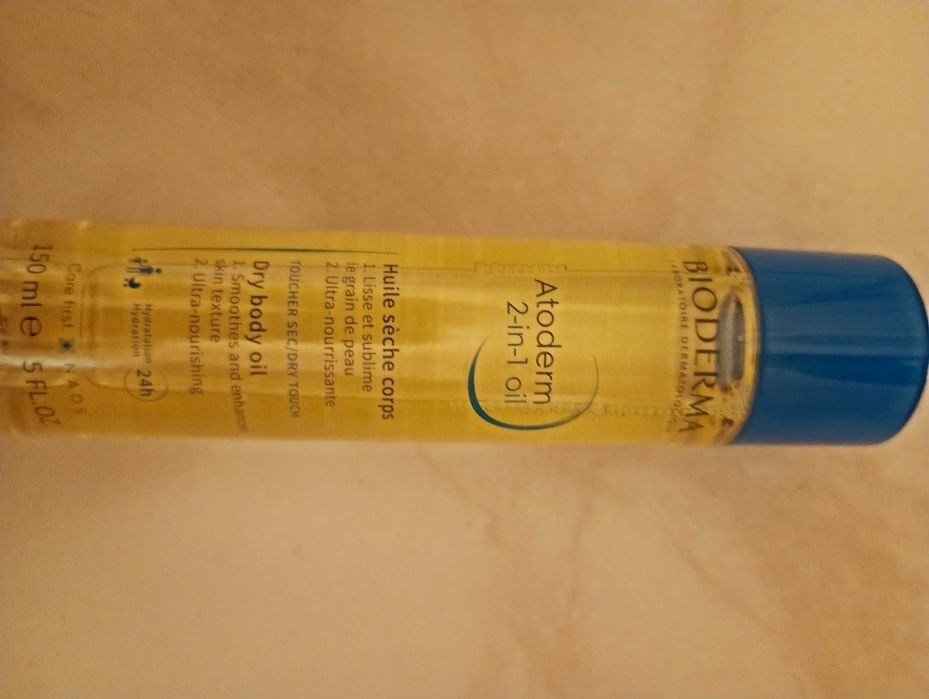 BIODERMA
LABORATOIRE DERMATOLOGIQUE
Atoderm
2-in-1 oil
Huile sèche corps
1. Lisse et sublime
le grain de peau
2. Ultra-nourrissante
TOUCHER SEC/DRY TOUCH
Dry body oil
1. Smoothes and enhances
skin texture
2. Ultra-nourishing
Hydratation
Hydration
24h
Care first
NAOS
150 ml e 5 FL.OZ